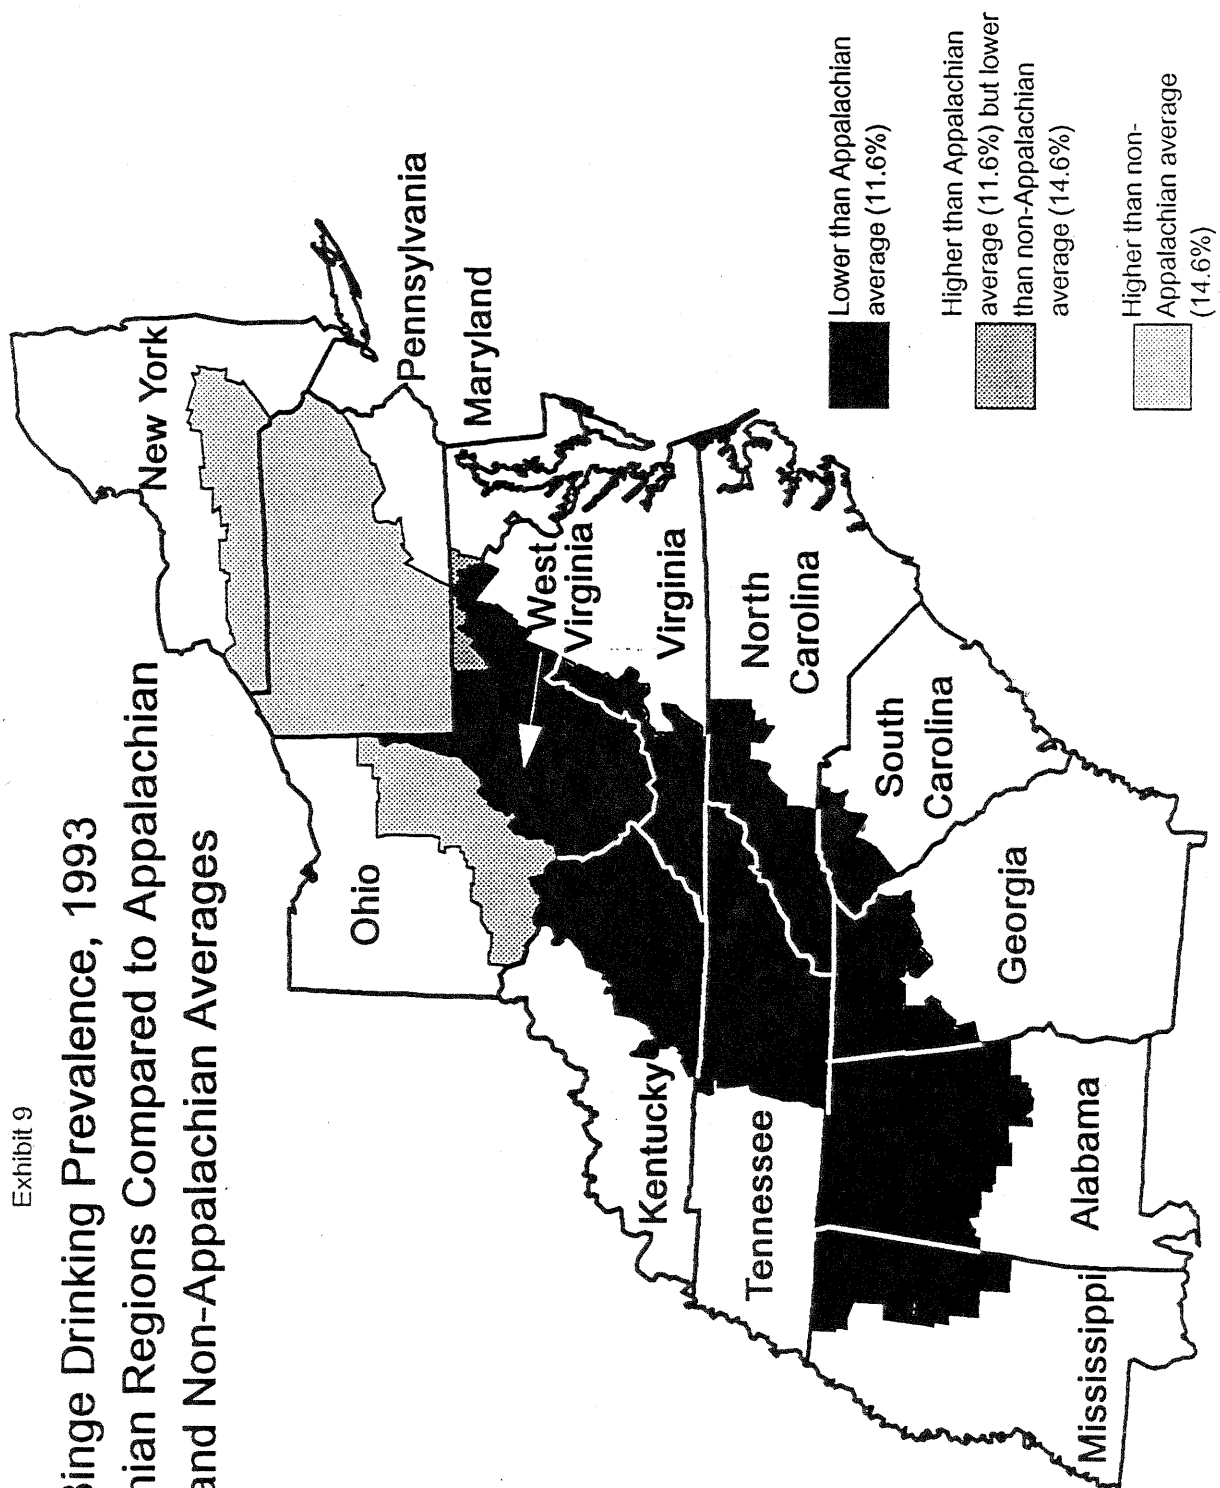 Exhibit 9
Binge Drinking Prevalence, 1993
nian Regions Compared to Appalachian
and Non-Appalachian Averages
New York
Pennsylvania
Maryland
Ohio
West
Virginia
Virginia
Kentucky
North
Carolina
Tennessee
South
Carolina
Georgia
Alabama
Mississippi
Lower than Appalachian
average (11.6%)
Higher than Appalachian
average (11.6%) but lower
than non-Appalachian
average (14.6%)
Higher than non-
Appalachian average
(14.6%)